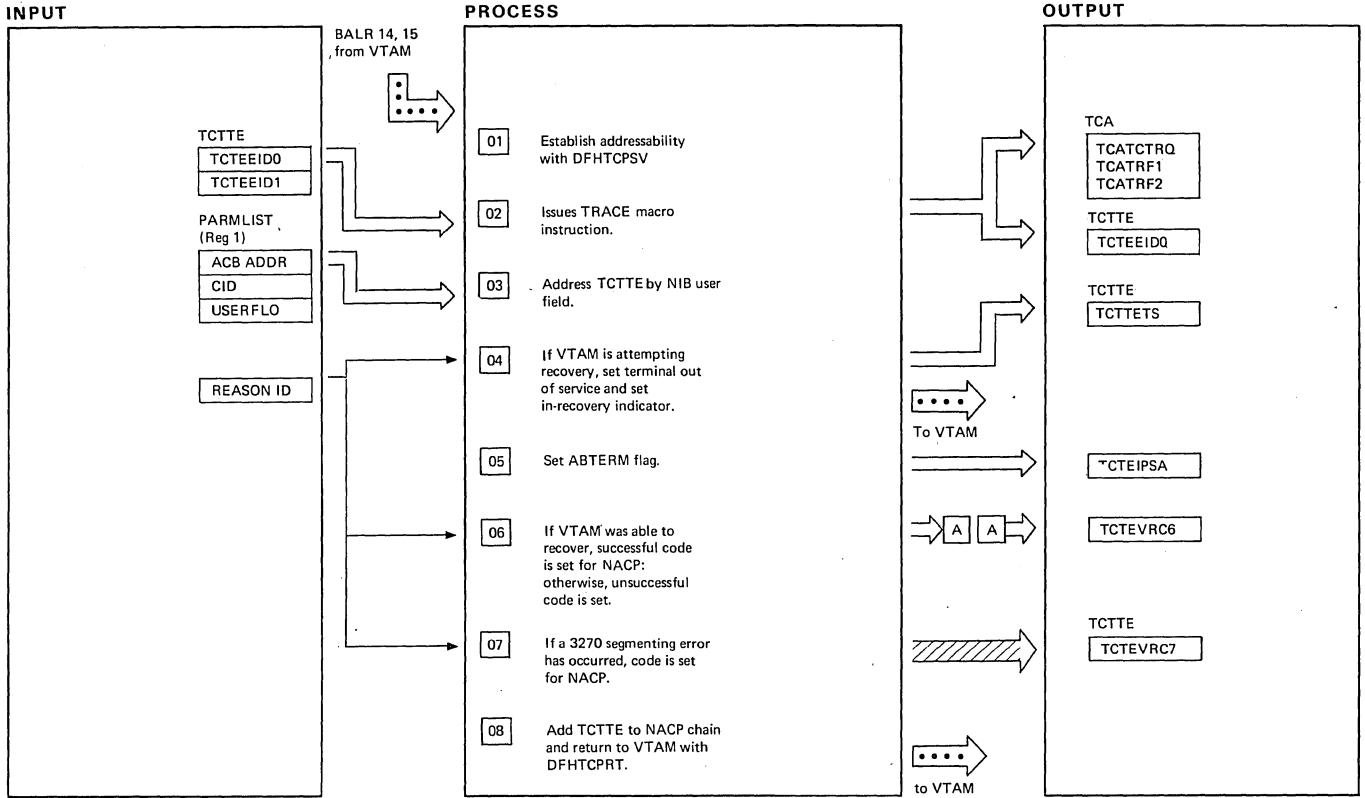 INPUT
PROCESS
OUTPUT
BALR 14, 15
from VTAM
TCTTE
TCTEEID0
TCTEEID1
PARMLIST
(Reg 1)
ACB ADDR
CID
USERFLO
REASON ID
01
Establish addressability
with DFHTCPSV
02
Issues TRACE macro
instruction.
03
Address TCTTE by NIB user
field.
04
If VTAM is attempting
recovery, set terminal out
of service and set
in-recovery indicator.
05
Set ABTERM flag.
06
If VTAM was able to
recover, successful code
is set for NACP:
otherwise, unsuccessful
code is set.
07
If a 3270 segmenting error
has occurred, code is set
for NACP.
08
Add TCTTE to NACP chain
and return to VTAM with
DFHTCPRT.
To VTAM
A
A
to VTAM
TCA
TCATCTRQ
TCATRF1
TCATRF2
TCTTE
TCTEEIDQ
TCTTE
TCTTETS
TCTEIPSA
TCTEVRC6
TCTTE
TCTEVRC7